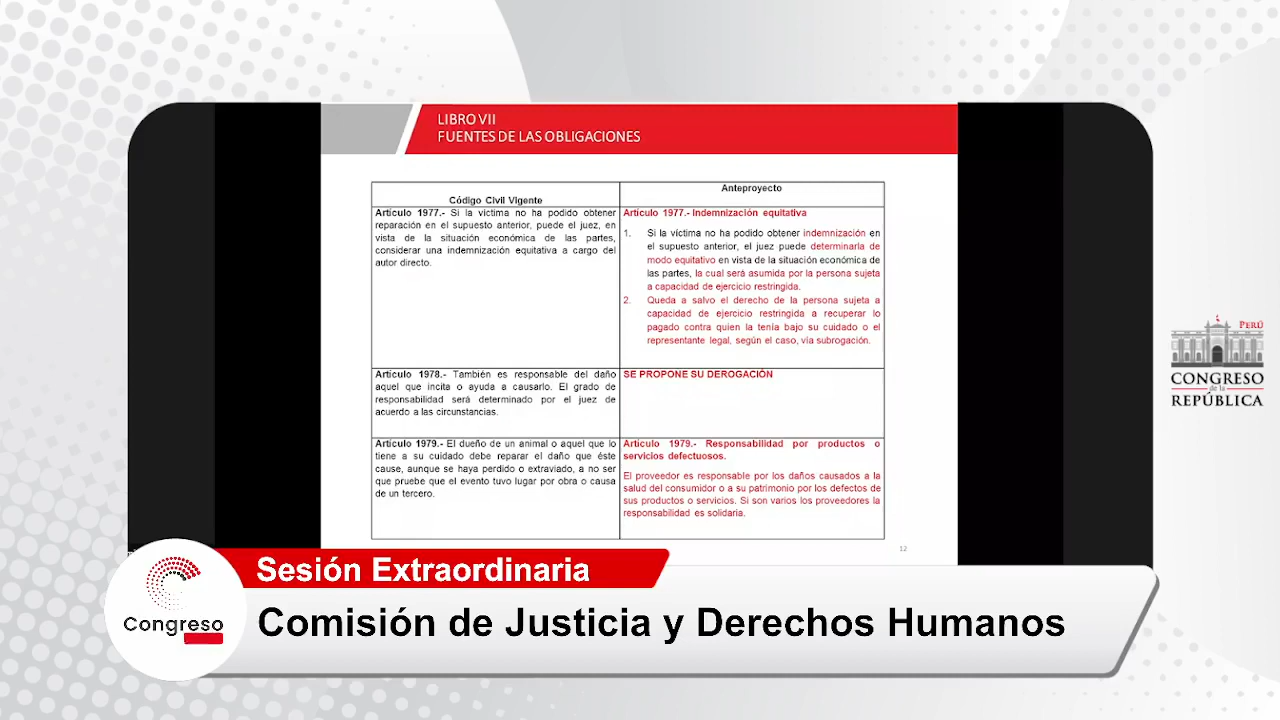 LIBRO VII
FUENTES DE LAS OBLIGACIONES
Código Civil Vigente
Anteproyecto
Artículo 1977.- Si la víctima no ha podido obtener
reparación en el supuesto anterior, puede el juez, en
vista de la situación económica de las partes,
considerar una indemnización equitativa a cargo del
autor directo.
Artículo 1977.- Indemnización equitativa
1. Si la víctima no ha podido obtener indemnización en
el supuesto anterior, el juez puede determinarla de
modo equitativo en vista de la situación económica de
las partes, la cual será asumida por la persona sujeta
a capacidad de ejercicio restringida.
2. Queda a salvo el derecho de la persona sujeta a
capacidad de ejercicio restringida a recuperar lo
pagado contra quien la tenía bajo su cuidado o el
representante legal, según el caso, vía subrogación.
Artículo 1978.- También es responsable del daño
aquel que incita o ayuda a causarlo. El grado de
responsabilidad será determinado por el juez de
acuerdo a las circunstancias.
SE PROPONE SU DEROGACIÓN
Artículo 1979.- El dueño de un animal o aquel que lo
tiene a su cuidado debe reparar el daño que éste
cause, aunque se haya perdido o extraviado, a no ser
que pruebe que el evento tuvo lugar por obra o causa
de un tercero.
Artículo 1979.- Responsabilidad por productos o
servicios defectuosos.
El proveedor es responsable por los daños causados a la
salud del consumidor o a su patrimonio por los defectos de
sus productos o servicios. Si son varios los proveedores la
responsabilidad es solidaria.
12
PERÚ
CONGRESO
de la
REPÚBLICA
Congreso
Sesión Extraordinaria
Comisión de Justicia y Derechos Humanos